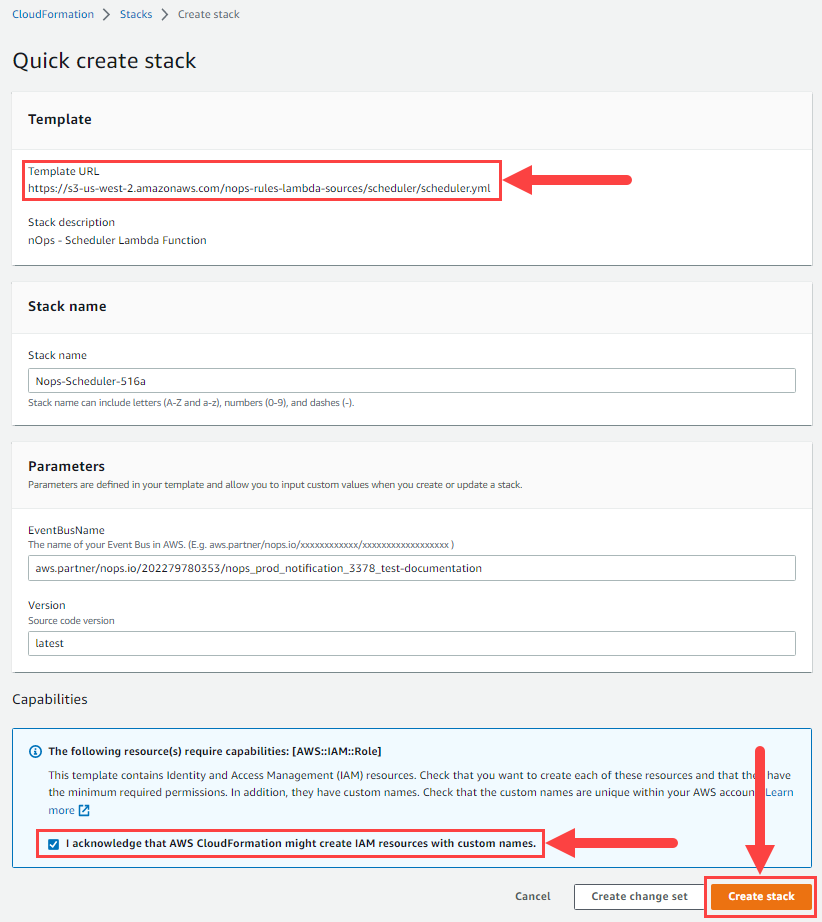 CloudFormation > Stacks > Create stack
Quick create stack
Template
Template URL
https://s3-us-west-2.amazonaws.com/nops-rules-lambda-sources/scheduler/scheduler.yml
Stack description
nOps - Scheduler Lambda Function
Stack name
Stack name
Nops-Scheduler-516a
Stack name can include letters (A-Z and a-z), numbers (0-9), and dashes (-).
Parameters
Parameters are defined in your template and allow you to input custom values when you create or update a stack.
EventBusName
The name of your Event Bus in AWS. (E.g. aws.partner/nops.io/xxxxxxxxxxxx/xxxxxxxxxxxxxxxxxx )
aws.partner/nops.io/202279780353/nops_prod_notification_3378_test-documentation
Version
Source code version
latest
Capabilities
The following resource(s) require capabilities: [AWS::IAM::Role]
This template contains Identity and Access Management (IAM) resources. Check that you want to create each of these resources and that they have
the minimum required permissions. In addition, they have custom names. Check that the custom names are unique within your AWS account. Learn
more
I acknowledge that AWS CloudFormation might create IAM resources with custom names.
Cancel
Create change set
Create stack